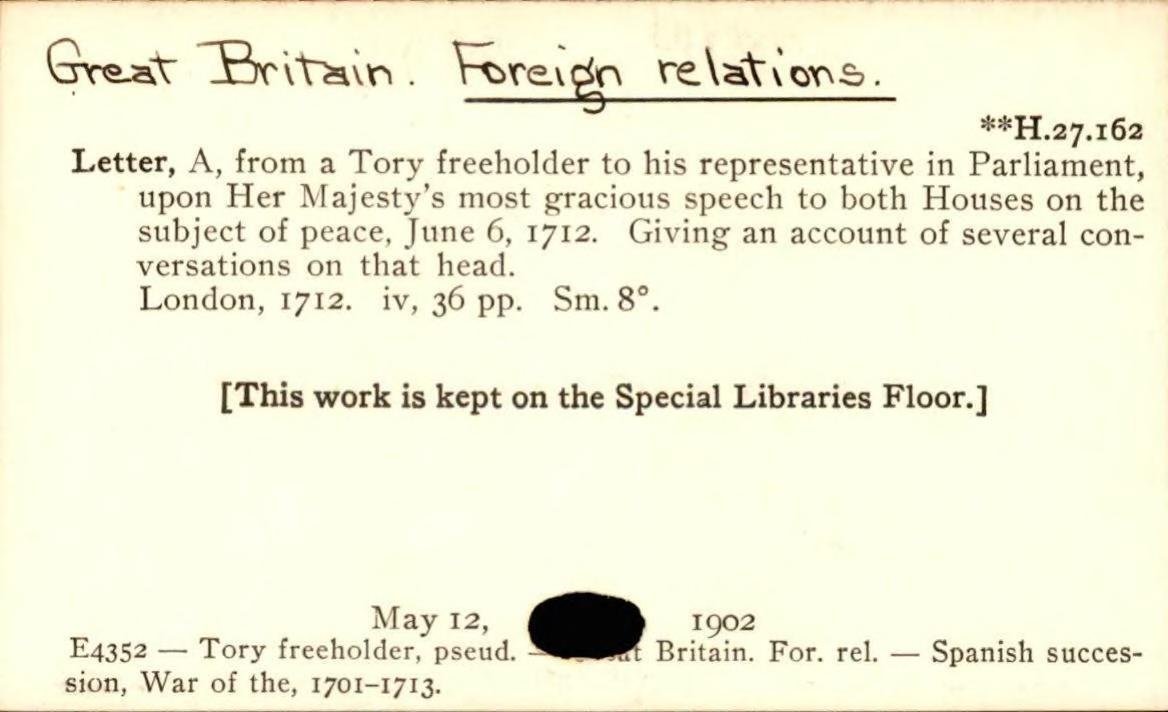 Great Britain. Foreign relations.
**H.27.162
Letter, A, from a Tory freeholder to his representative in Parliament,
upon Her Majesty's most gracious speech to both Houses on the
subject of peace, June 6, 1712. Giving an account of several con-
versations on that head.
London, 1712. iv, 36 pp. Sm. 8°.
[This work is kept on the Special Libraries Floor.]
May 12, 1902
E4352 — Tory freeholder, pseud. — Britain. For. rel. — Spanish succes-
sion, War of the, 1701–1713.